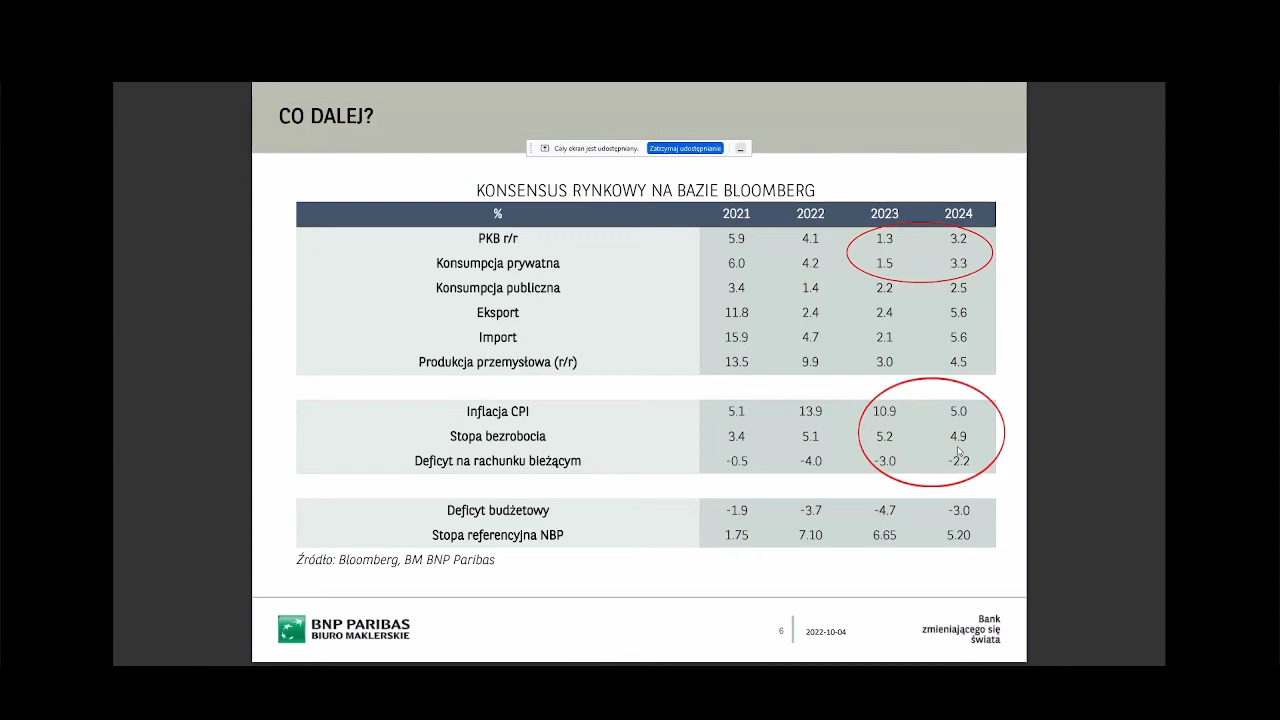 CO DALEJ?
Cały ekran jest udostępniany. Zatrzymaj udostępnianie
KONSENSUS RYNKOWY NA BAZIE BLOOMBERG
% 2021 2022 2023 2024
PKB r/r 5.9 4.1 1.3 3.2
Konsumpcja prywatna 6.0 4.2 1.5 3.3
Konsumpcja publiczna 3.4 1.4 2.2 2.5
Eksport 11.8 2.4 2.4 5.6
Import 15.9 4.7 2.1 5.6
Produkcja przemysłowa (r/r) 13.5 9.9 3.0 4.5
Inflacja CPI 5.1 13.9 10.9 5.0
Stopa bezrobocia 3.4 5.1 5.2 4.9
Deficyt na rachunku bieżącym -0.5 -4.0 -3.0 -2.2
Deficyt budżetowy -1.9 -3.7 -4.7 -3.0
Stopa referencyjna NBP 1.75 7.10 6.65 5.20
Źródło: Bloomberg, BM BNP Paribas
BNP PARIBAS
BIURO MAKLERSKIE
6 2022-10-04
Bank
zmieniającego się
świata